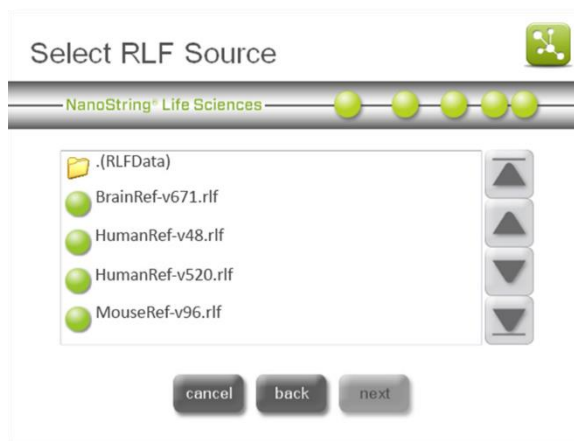 Select RLF Source
NanoString® Life Sciences
.(RLFData)
BrainRef-v671.rlf
HumanRef-v48.rlf
HumanRef-v520.rlf
MouseRef-v96.rlf
cancel back next